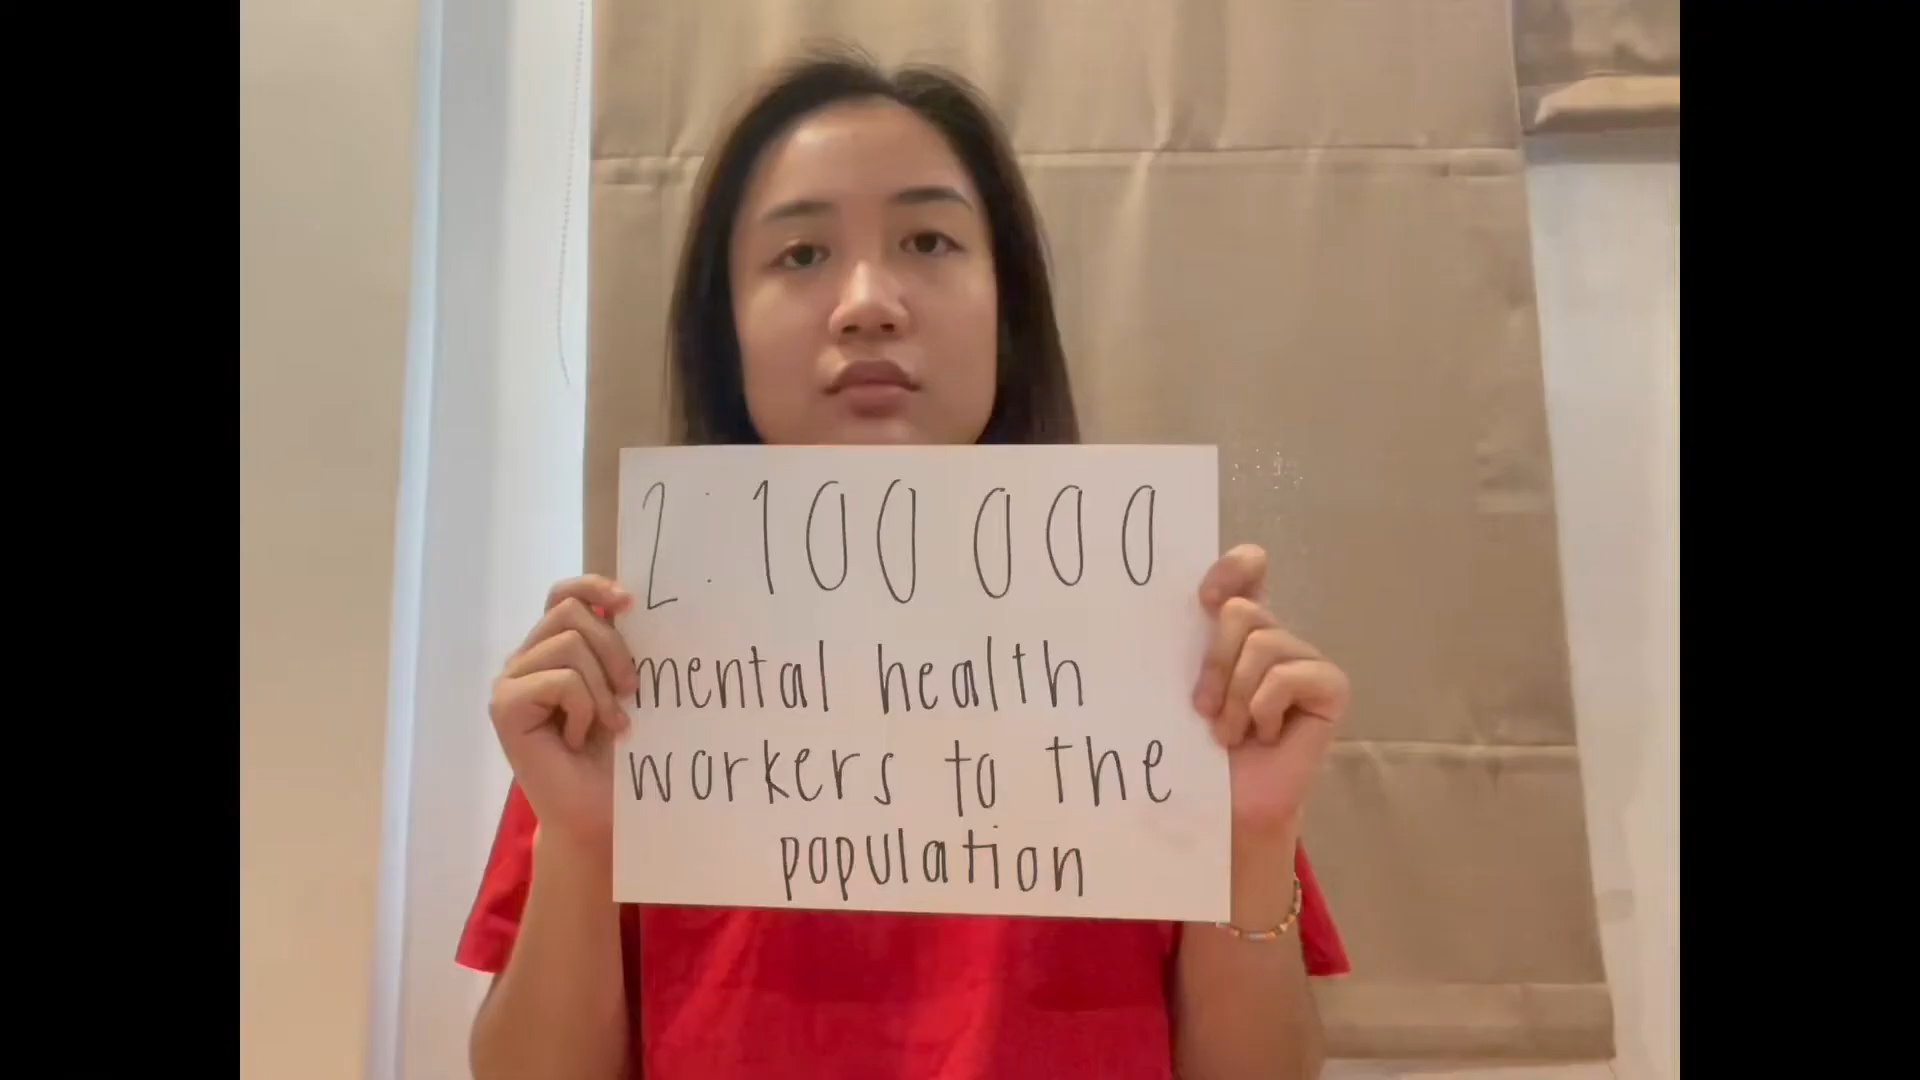 2:100 000
mental health
workers to the
population